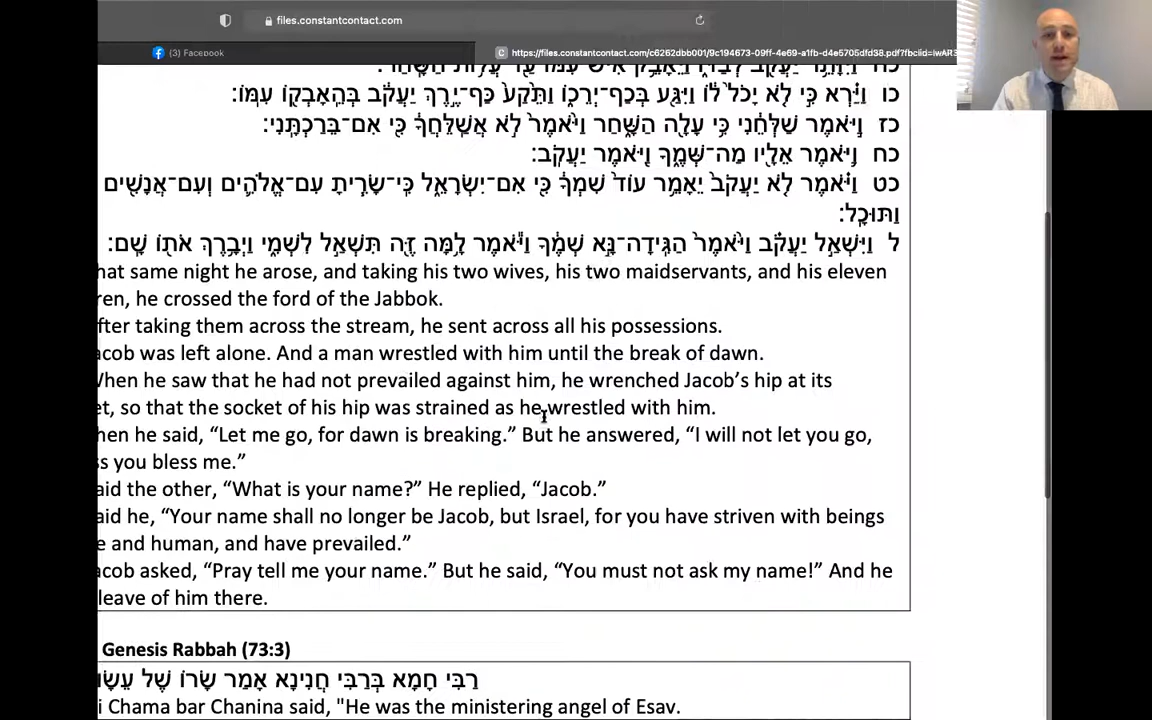 files.constantcontact.com
(3) Facebook
https://files.constantcontact.com/c6262dbb001/9c194673-09ff-4e69-a1fb-d4e5705dfd38.pdf?fbclid=IwAR3
כה וַיִּוָּתֵ֥ר יַעֲקֹ֖ב לְבַדּ֑וֹ וַיֵּאָבֵ֥ק אִישׁ֙ עִמּ֔וֹ עַ֖ד עֲל֥וֹת הַשָּֽׁחַר׃
כו וַיַּ֗רְא כִּ֣י לֹ֤א יָכֹל֙ ל֔וֹ וַיִּגַּ֖ע בְּכַף־יְרֵכ֑וֹ וַתֵּ֙קַע֙ כַּף־יֶ֣רֶךְ יַעֲקֹ֔ב בְּהֵֽאָבְק֖וֹ עִמּֽוֹ׃
כז וַיֹּ֣אמֶר שַׁלְּחֵ֔נִי כִּ֥י עָלָ֖ה הַשָּׁ֑חַר וַיֹּ֙אמֶר֙ לֹ֣א אֲשַֽׁלֵּחֲךָ֔ כִּ֖י אִם־בֵּרַכְתָּֽנִי׃
כח וַיֹּ֥אמֶר אֵלָ֖יו מַה־שְּׁמֶ֑ךָ וַיֹּ֖אמֶר יַעֲקֹֽב׃
כט וַיֹּ֗אמֶר לֹ֤א יַעֲקֹב֙ יֵאָמֵ֥ר עוֹד֙ שִׁמְךָ֔ כִּ֖י אִם־יִשְׂרָאֵ֑ל כִּֽי־שָׂרִ֧יתָ עִם־אֱלֹהִ֛ים וְעִם־אֲנָשִׁ֖ים
וַתּוּכָֽל׃
ל וַיִּשְׁאַ֣ל יַעֲקֹ֗ב וַיֹּ֙אמֶר֙ הַגִּֽידָה־נָּ֣א שְׁמֶ֔ךָ וַיֹּ֕אמֶר לָ֥מָּה זֶּ֖ה תִּשְׁאַ֣ל לִשְׁמִ֑י וַיְבָ֥רֶךְ אֹת֖וֹ שָֽׁם׃
hat same night he arose, and taking his two wives, his two maidservants, and his eleven
ren, he crossed the ford of the Jabbok.
fter taking them across the stream, he sent across all his possessions.
acob was left alone. And a man wrestled with him until the break of dawn.
When he saw that he had not prevailed against him, he wrenched Jacob’s hip at its
et, so that the socket of his hip was strained as he wrestled with him.
hen he said, “Let me go, for dawn is breaking.” But he answered, “I will not let you go,
ss you bless me.”
aid the other, “What is your name?” He replied, “Jacob.”
aid he, “Your name shall no longer be Jacob, but Israel, for you have striven with beings
e and human, and have prevailed.”
acob asked, “Pray tell me your name.” But he said, “You must not ask my name!” And he
leave of him there.
Genesis Rabbah (73:3)
רַבִּי חָמָא בְּרַבִּי חֲנִינָא אָמַר שָׂרוֹ שֶׁל עֵשָׂו
i Chama bar Chanina said, "He was the ministering angel of Esav.